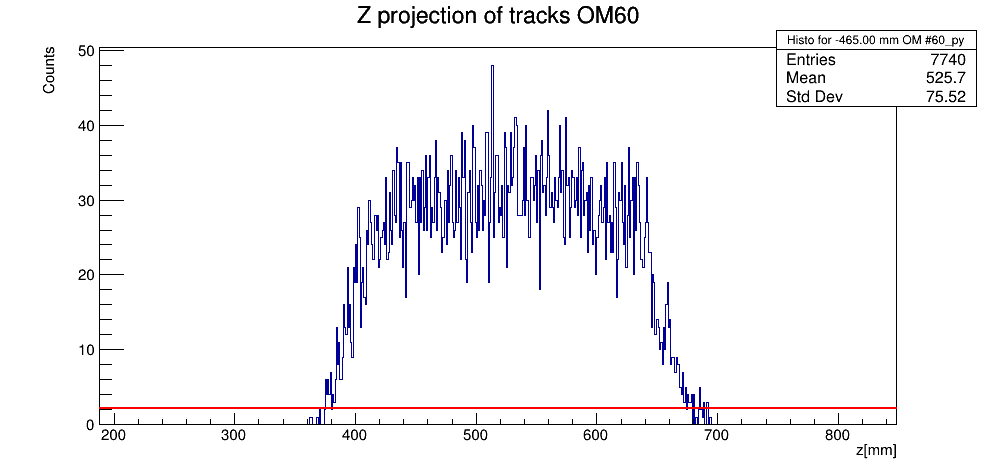 Z projection of tracks OM60
Histo for -465.00 mm OM #60_py
Entries 7740
Mean 525.7
Std Dev 75.52
Counts
50
40
30
20
10
0
200 300 400 500 600 700 800
z[mm]